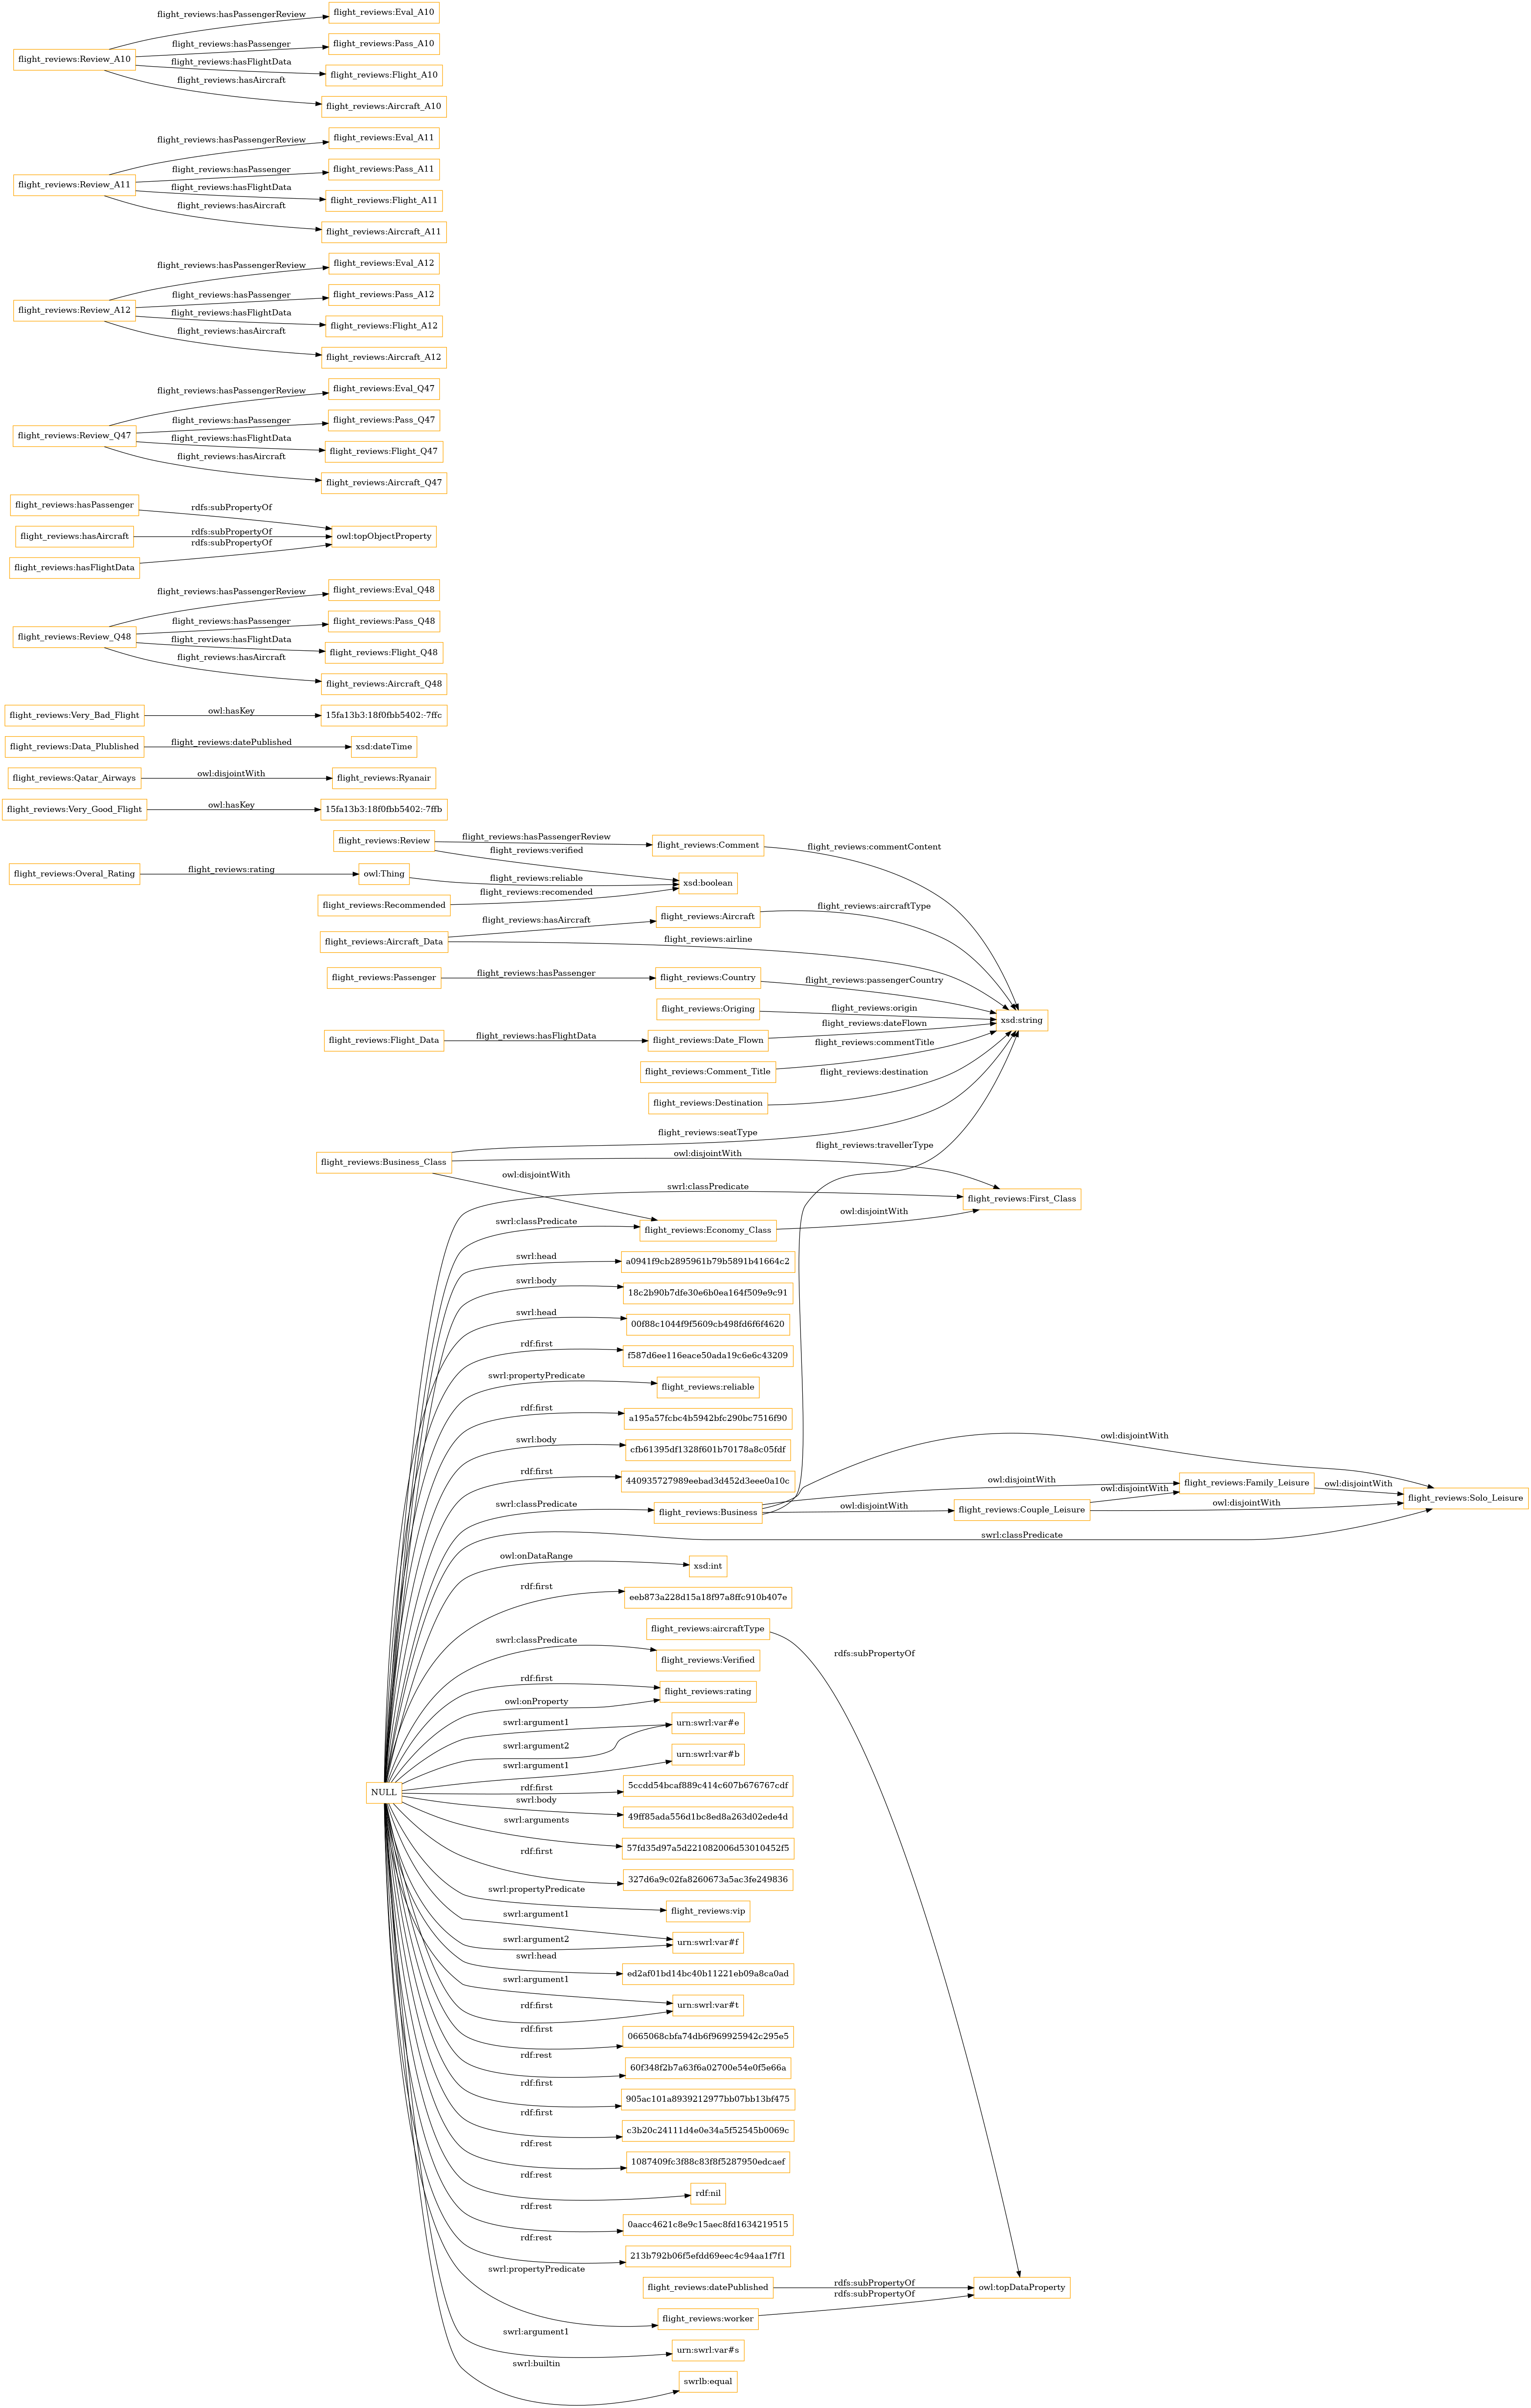 flight_reviews:Eval_A10
flight_reviews:hasPassengerReview
flight_reviews:Pass_A10
flight_reviews:hasPassenger
flight_reviews:Review_A10
flight_reviews:hasFlightData
flight_reviews:Flight_A10
flight_reviews:hasAircraft
flight_reviews:Aircraft_A10
flight_reviews:Eval_A11
flight_reviews:hasPassengerReview
flight_reviews:Pass_A11
flight_reviews:hasPassenger
flight_reviews:Review_A11
flight_reviews:hasFlightData
flight_reviews:Flight_A11
flight_reviews:hasAircraft
flight_reviews:Aircraft_A11
flight_reviews:Eval_A12
flight_reviews:hasPassengerReview
flight_reviews:Pass_A12
flight_reviews:hasPassenger
flight_reviews:Review_A12
flight_reviews:hasFlightData
flight_reviews:Flight_A12
flight_reviews:hasAircraft
flight_reviews:Aircraft_A12
flight_reviews:Eval_Q47
flight_reviews:hasPassengerReview
flight_reviews:Pass_Q47
flight_reviews:hasPassenger
flight_reviews:Review_Q47
flight_reviews:hasFlightData
flight_reviews:Flight_Q47
flight_reviews:hasAircraft
flight_reviews:Aircraft_Q47
flight_reviews:hasPassenger
rdfs:subPropertyOf
flight_reviews:hasAircraft
rdfs:subPropertyOf
owl:topObjectProperty
rdfs:subPropertyOf
flight_reviews:hasFlightData
flight_reviews:Eval_Q48
flight_reviews:hasPassengerReview
flight_reviews:Pass_Q48
flight_reviews:hasPassenger
flight_reviews:Review_Q48
flight_reviews:hasFlightData
flight_reviews:Flight_Q48
flight_reviews:hasAircraft
flight_reviews:Aircraft_Q48
flight_reviews:Very_Bad_Flight
owl:hasKey
15fa13b3:18f0fbb5402:-7ffc
flight_reviews:Data_Plublished
flight_reviews:datePublished
xsd:dateTime
flight_reviews:Qatar_Airways
owl:disjointWith
flight_reviews:Ryanair
flight_reviews:Very_Good_Flight
owl:hasKey
15fa13b3:18f0fbb5402:-7ffb
flight_reviews:Review
flight_reviews:hasPassengerReview
flight_reviews:Comment
flight_reviews:commentContent
flight_reviews:verified
flight_reviews:Overal_Rating
flight_reviews:rating
owl:Thing
flight_reviews:reliable
xsd:boolean
flight_reviews:Recommended
flight_reviews:recomended
flight_reviews:Aircraft
flight_reviews:aircraftType
flight_reviews:hasAircraft
flight_reviews:Aircraft_Data
flight_reviews:airline
flight_reviews:Passenger
flight_reviews:hasPassenger
flight_reviews:Country
flight_reviews:passengerCountry
flight_reviews:Origing
flight_reviews:origin
xsd:string
flight_reviews:Flight_Data
flight_reviews:hasFlightData
flight_reviews:Date_Flown
flight_reviews:dateFlown
flight_reviews:commentTitle
flight_reviews:Comment_Title
flight_reviews:destination
flight_reviews:Destination
flight_reviews:seatType
flight_reviews:travellerType
flight_reviews:Business_Class
owl:disjointWith
owl:disjointWith
swrl:classPredicate
flight_reviews:First_Class
owl:disjointWith
swrl:classPredicate
flight_reviews:Economy_Class
swrl:head
a0941f9cb2895961b79b5891b41664c2
swrl:body
18c2b90b7dfe30e6b0ea164f509e9c91
swrl:head
00f88c1044f9f5609cb498fd6f6f4620
rdf:first
f587d6ee116eace50ada19c6e6c43209
swrl:propertyPredicate
flight_reviews:reliable
rdf:first
a195a57fcbc4b5942bfc290bc7516f90
swrl:body
cfb61395df1328f601b70178a8c05fdf
owl:disjointWith
rdf:first
440935727989eebad3d452d3eee0a10c
owl:disjointWith
flight_reviews:Family_Leisure
owl:disjointWith
owl:disjointWith
flight_reviews:Solo_Leisure
swrl:classPredicate
flight_reviews:Business
owl:disjointWith
flight_reviews:Couple_Leisure
owl:disjointWith
swrl:classPredicate
owl:onDataRange
xsd:int
rdf:first
eeb873a228d15a18f97a8ffc910b407e
flight_reviews:aircraftType
rdfs:subPropertyOf
swrl:classPredicate
flight_reviews:Verified
rdf:first
flight_reviews:rating
owl:onProperty
swrl:argument1
urn:swrl:var#e
swrl:argument2
urn:swrl:var#b
swrl:argument1
NULL
rdf:first
5ccdd54bcaf889c414c607b676767cdf
swrl:body
49ff85ada556d1bc8ed8a263d02ede4d
swrl:arguments
57fd35d97a5d221082006d53010452f5
rdf:first
327d6a9c02fa8260673a5ac3fe249836
swrl:propertyPredicate
flight_reviews:vip
swrl:argument1
swrl:argument2
urn:swrl:var#f
swrl:head
ed2af01bd14bc40b11221eb09a8ca0ad
swrl:argument1
rdf:first
urn:swrl:var#t
rdf:first
0665068cbfa74db6f969925942c295e5
rdf:rest
60f348f2b7a63f6a02700e54e0f5e66a
rdf:first
905ac101a8939212977bb07bb13bf475
rdf:first
c3b20c24111d4e0e34a5f52545b0069c
rdf:rest
1087409fc3f88c83f8f5287950edcaef
rdf:rest
rdf:nil
rdf:rest
0aacc4621c8e9c15aec8fd1634219515
rdf:rest
213b792b06f5efdd69eec4c94aa1f7f1
swrl:propertyPredicate
flight_reviews:datePublished
rdfs:subPropertyOf
owl:topDataProperty
rdfs:subPropertyOf
flight_reviews:worker
swrl:argument1
urn:swrl:var#s
swrl:builtin
swrlb:equal